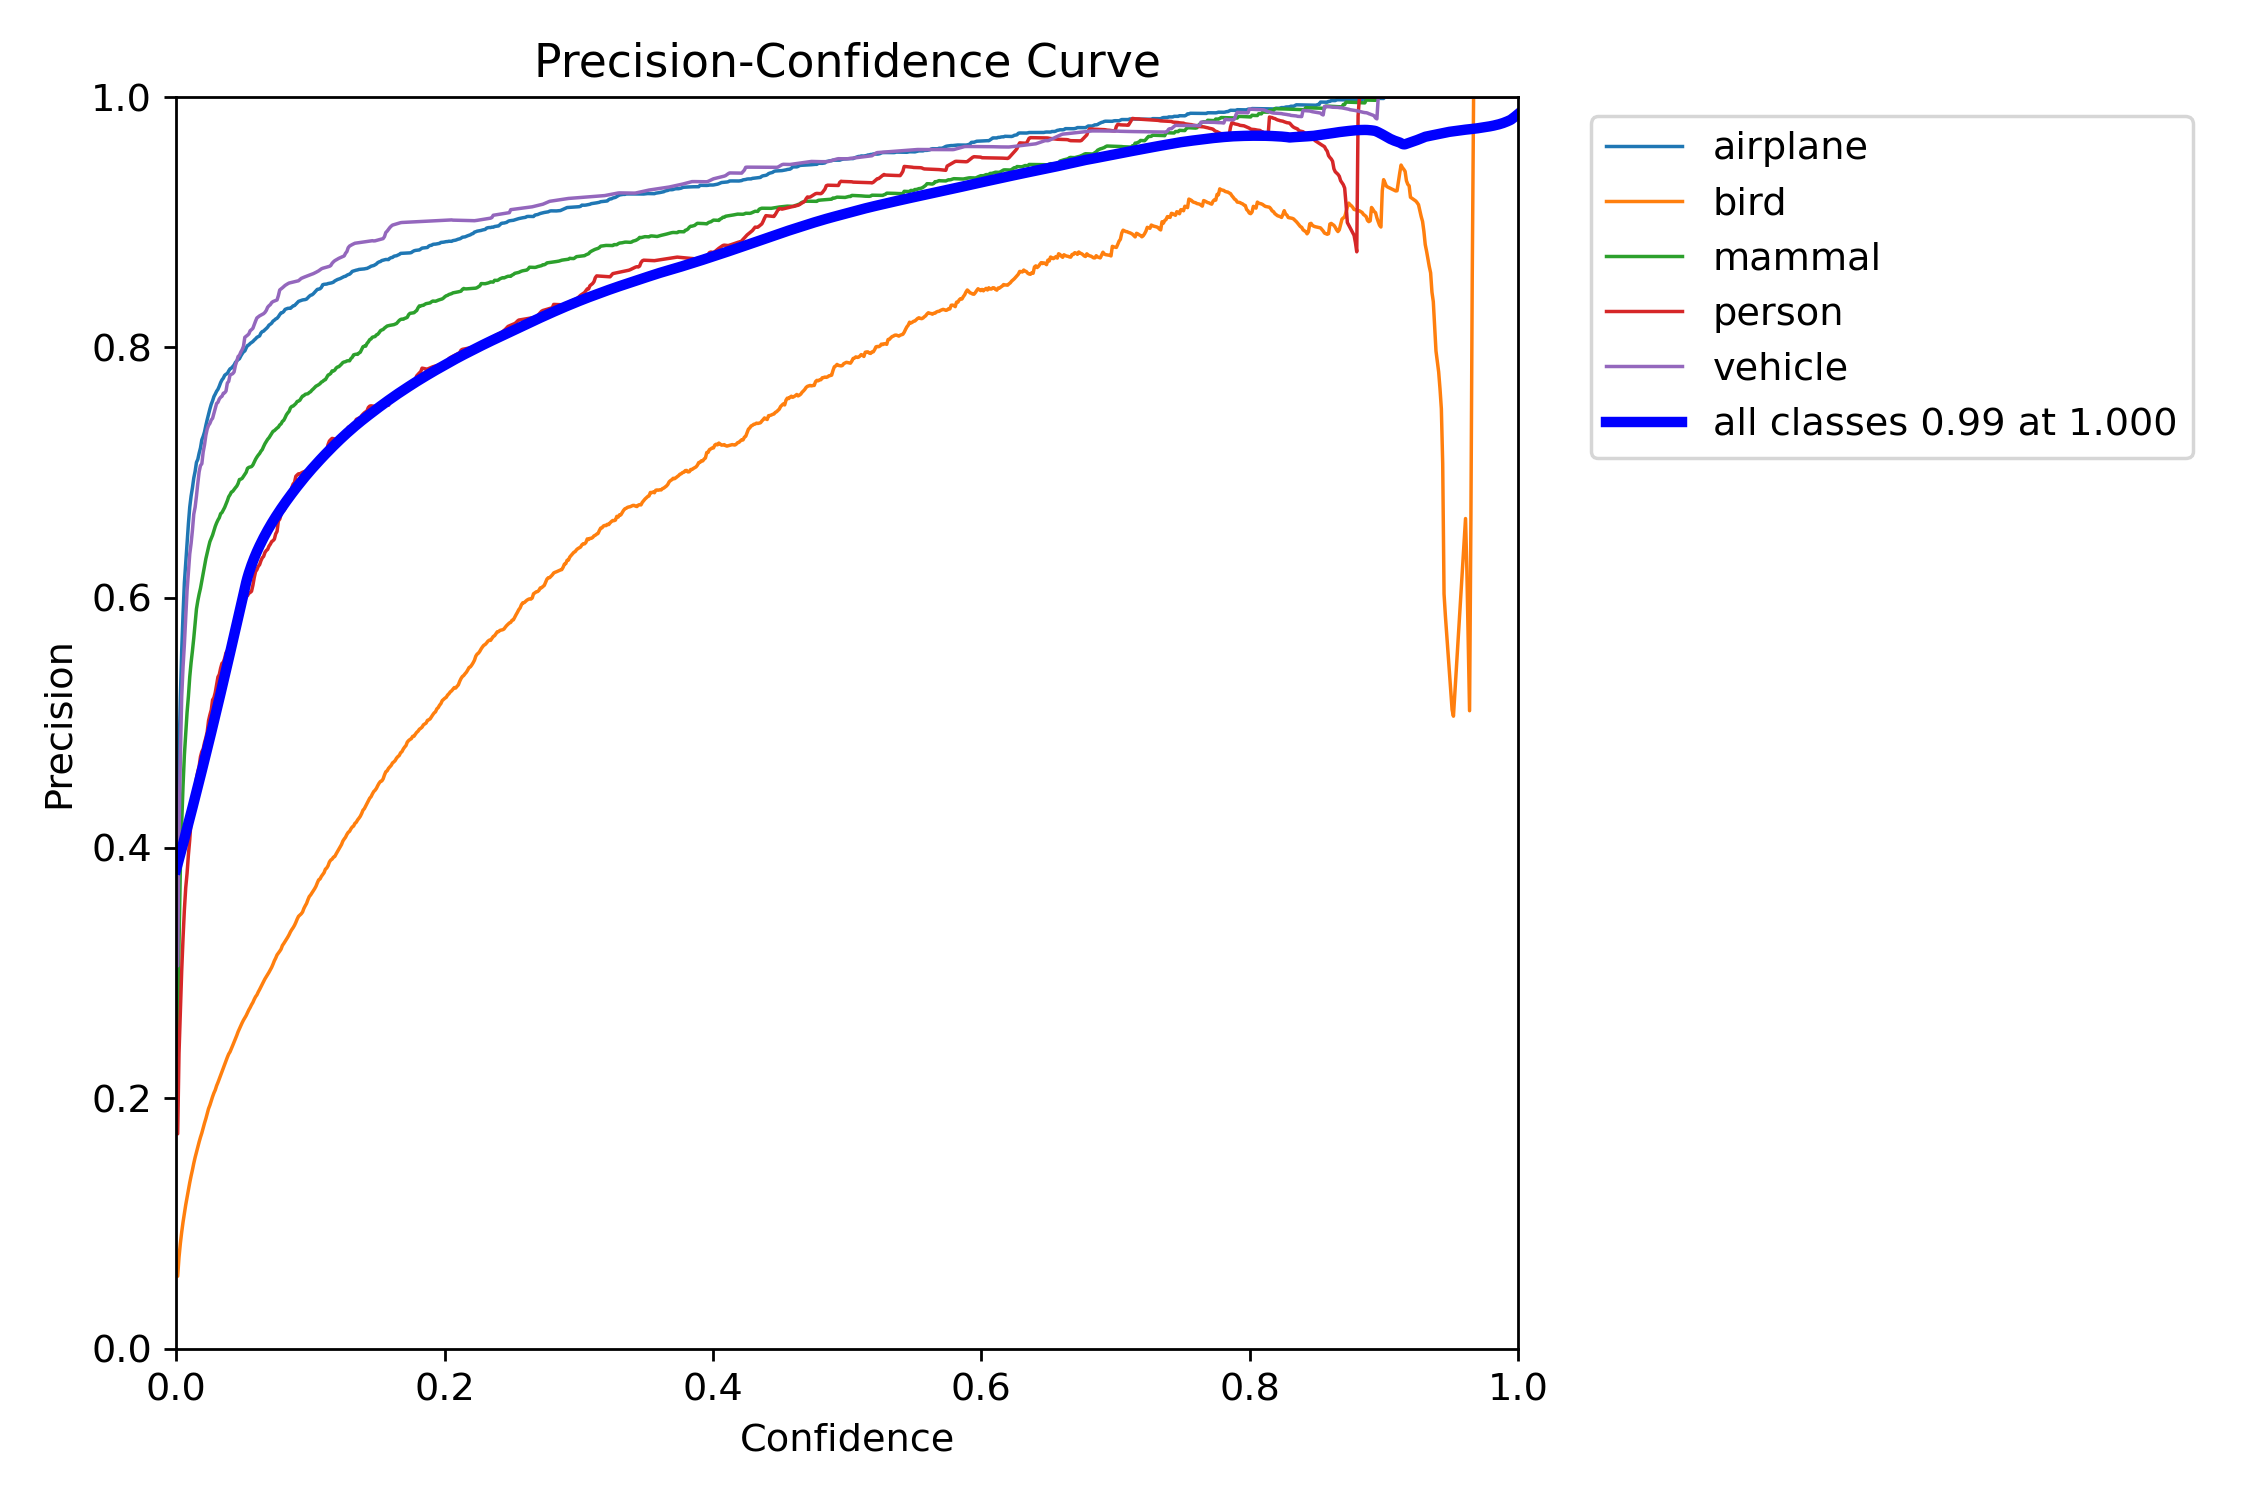 Precision-Confidence Curve
1.0
0.8
0.6
0.4
0.2
0.0
Precision
0.0 0.2 0.4 0.6 0.8 1.0
Confidence
airplane
bird
mammal
person
vehicle
all classes 0.99 at 1.000